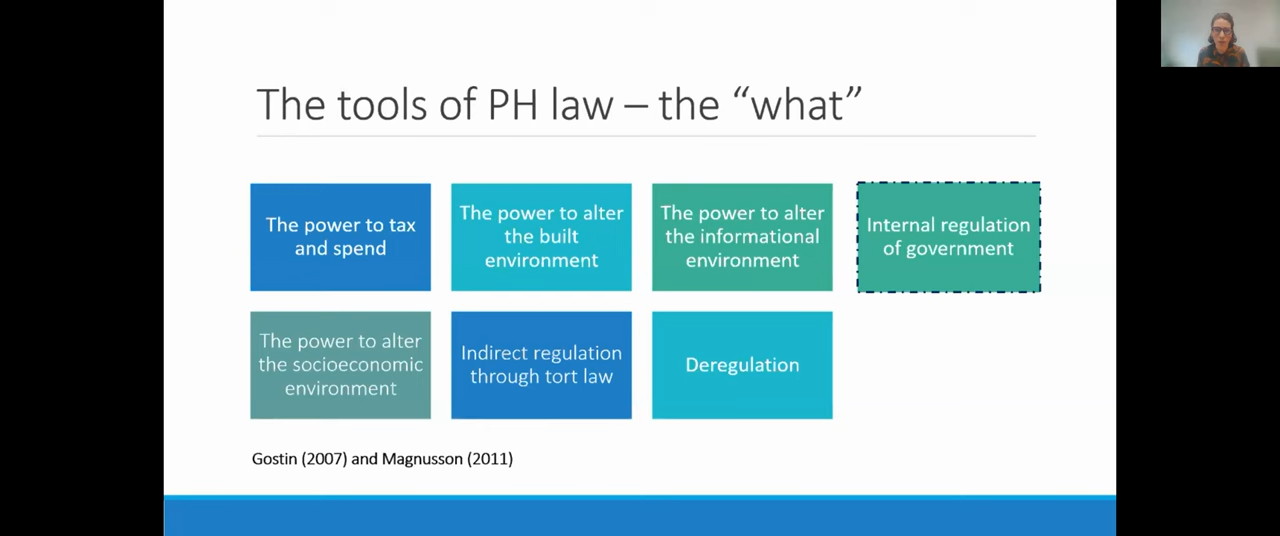 The tools of PH law – the “what”
The power to tax
and spend
The power to alter
the built
environment
The power to alter
the informational
environment
Internal regulation
of government
The power to alter
the socioeconomic
environment
Indirect regulation
through tort law
Deregulation
Gostin (2007) and Magnusson (2011)